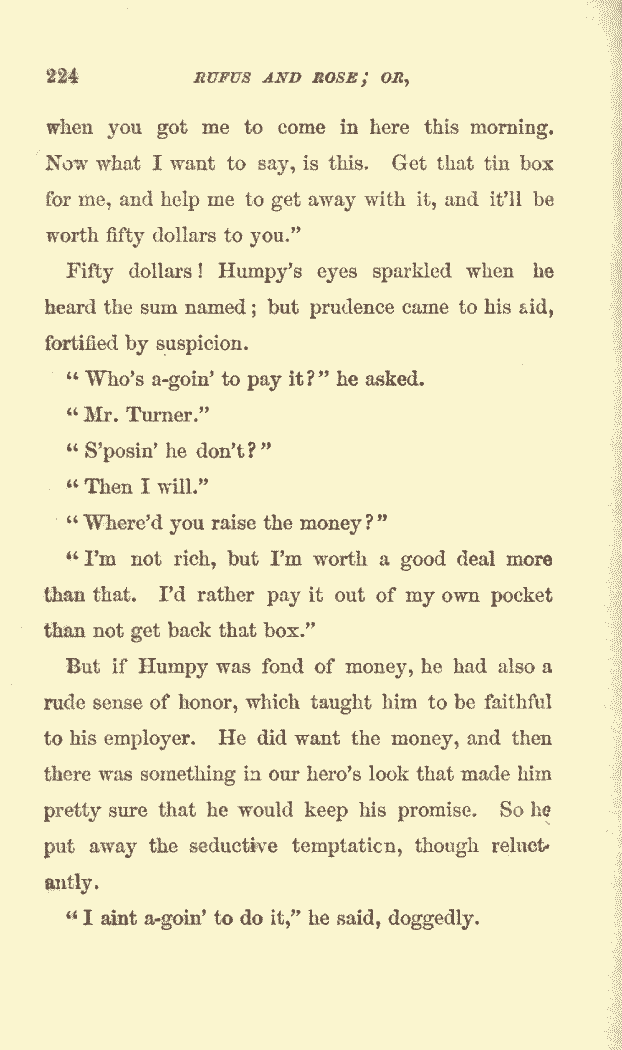 224 RUFUS AND ROSE; OR,
when you got me to come in here this morning.
Now what I want to say, is this. Get that tin box
for me, and help me to get away with it, and it'll be
worth fifty dollars to you."
Fifty dollars! Humpy's eyes sparkled when he
heard the sum named; but prudence came to his aid,
fortified by suspicion.
"Who's a-goin' to pay it?" he asked.
"Mr. Turner."
"S'posin' he don't?"
"Then I will."
"Where'd you raise the money?"
"I'm not rich, but I'm worth a good deal more
than that. I'd rather pay it out of my own pocket
than not get back that box."
But if Humpy was fond of money, he had also a
rude sense of honor, which taught him to be faithful
to his employer. He did want the money, and then
there was something in our hero's look that made him
pretty sure that he would keep his promise. So he
put away the seductive temptation, though reluct-
antly.
"I aint a-goin' to do it," he said, doggedly.